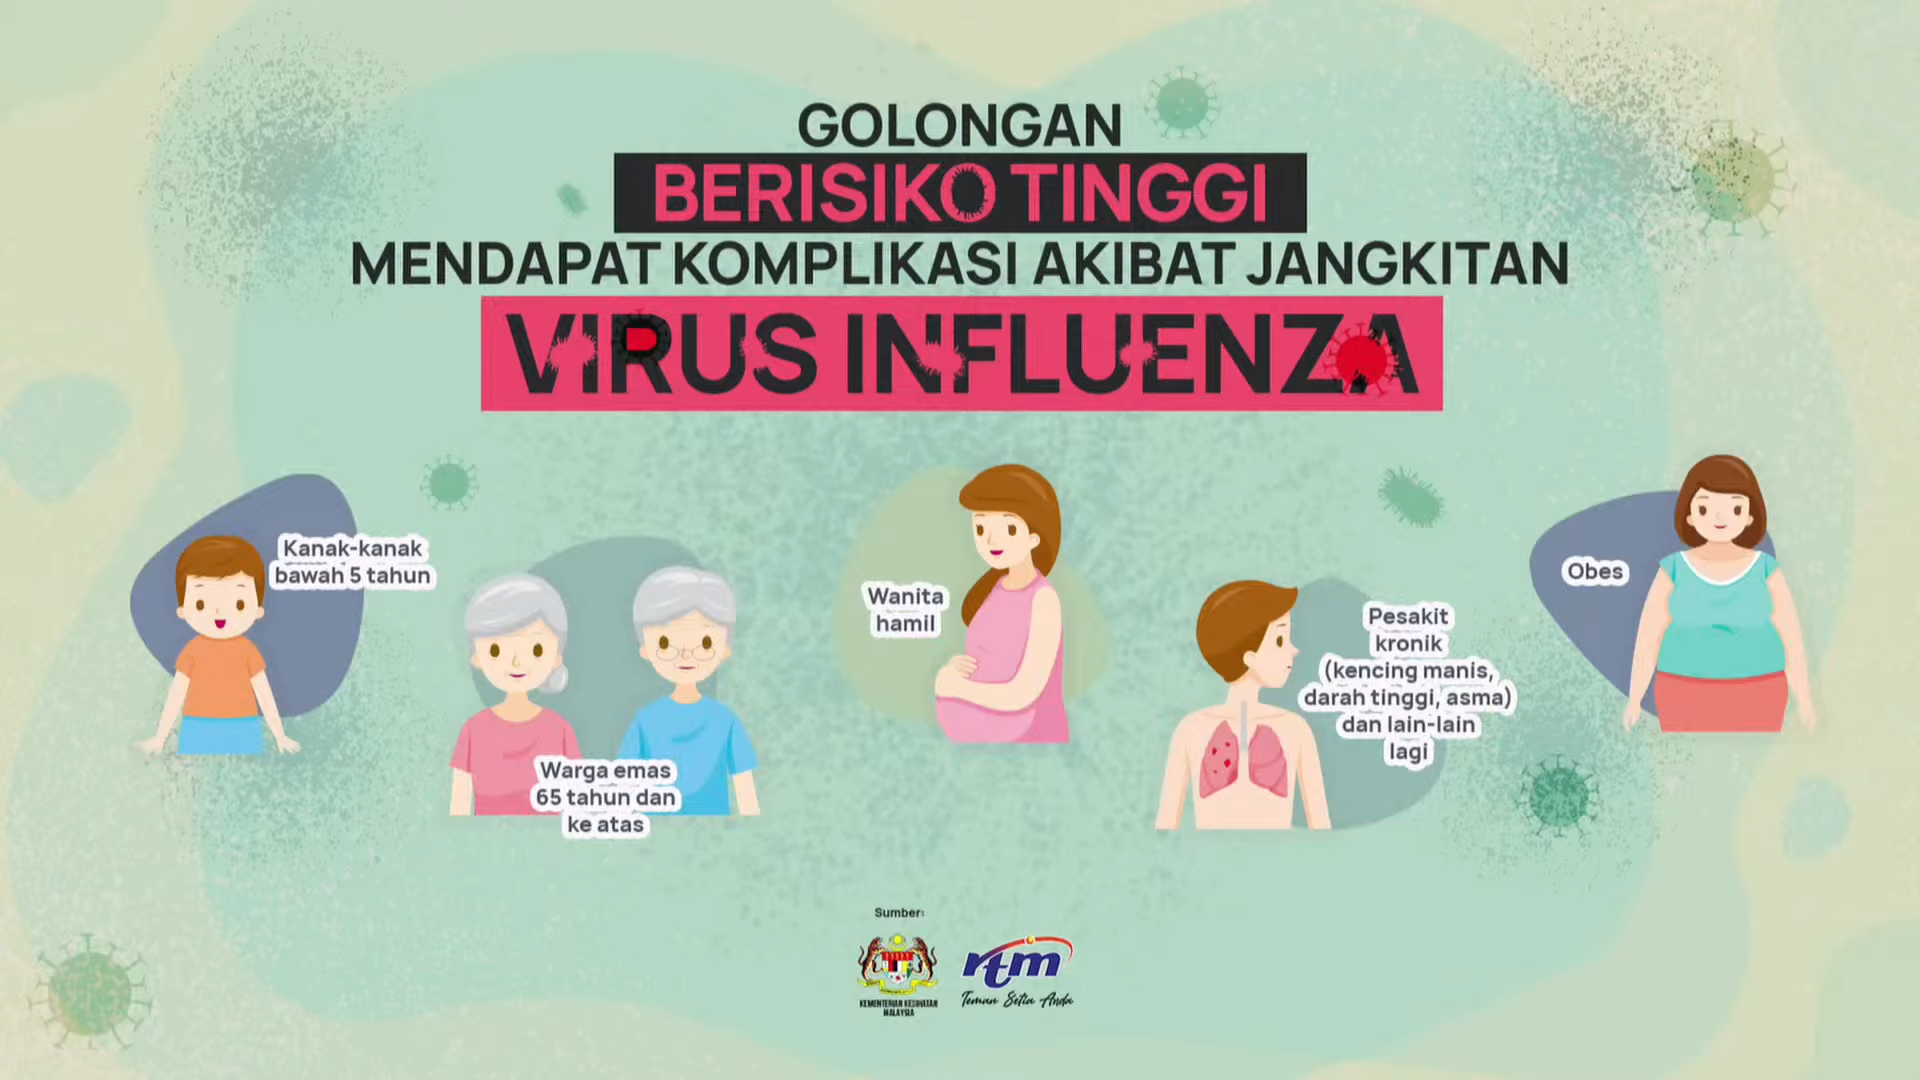 GOLONGAN
BERISIKO TINGGI
MENDAPAT KOMPLIKASI AKIBAT JANGKITAN
VIRUS INFLUENZA
Kanak-kanak
bawah 5 tahun
Warga emas
65 tahun dan
ke atas
Wanita
hamil
Pesakit
kronik
(kencing manis,
darah tinggi, asma)
dan lain-lain
lagi
Obes
Sumber:
KEMENTERIAN KESIHATAN
MALAYSIA
rtm
Teman Setia Anda